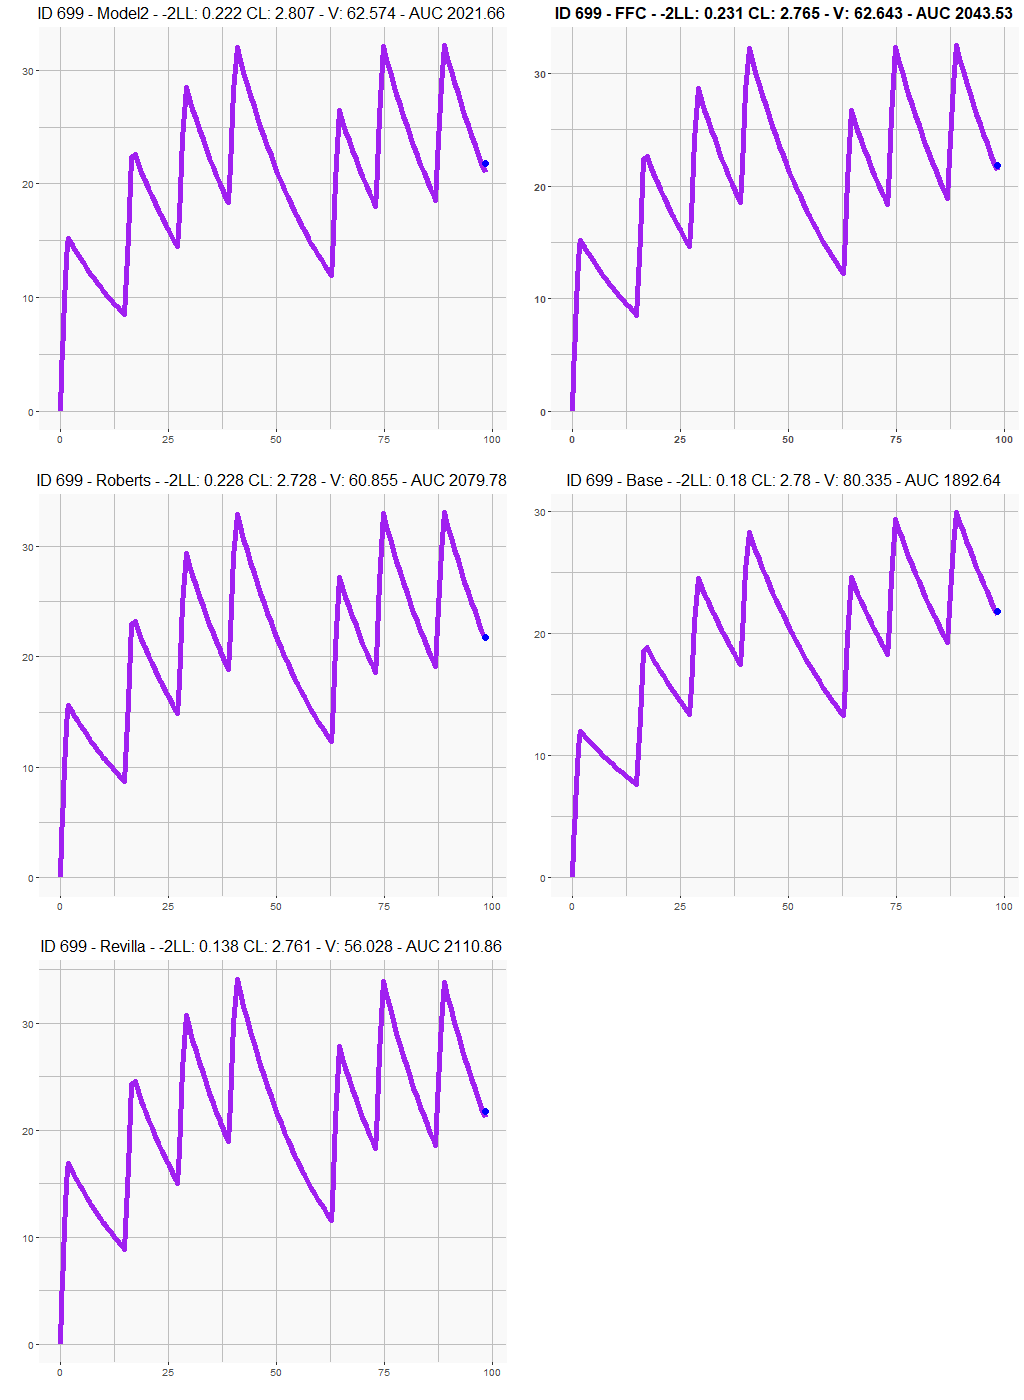 ID 699 - Model2 - -2LL: 0.222 CL: 2.807 - V: 62.574 - AUC 2021.66
30
20
10
0
0 25 50 75 100
ID 699 - FFC - -2LL: 0.231 CL: 2.765 - V: 62.643 - AUC 2043.53
30
20
10
0
0 25 50 75 100
ID 699 - Roberts - -2LL: 0.228 CL: 2.728 - V: 60.855 - AUC 2079.78
30
20
10
0
0 25 50 75 100
ID 699 - Base - -2LL: 0.18 CL: 2.78 - V: 80.335 - AUC 1892.64
30
20
10
0
0 25 50 75 100
ID 699 - Revilla - -2LL: 0.138 CL: 2.761 - V: 56.028 - AUC 2110.86
30
20
10
0
0 25 50 75 100